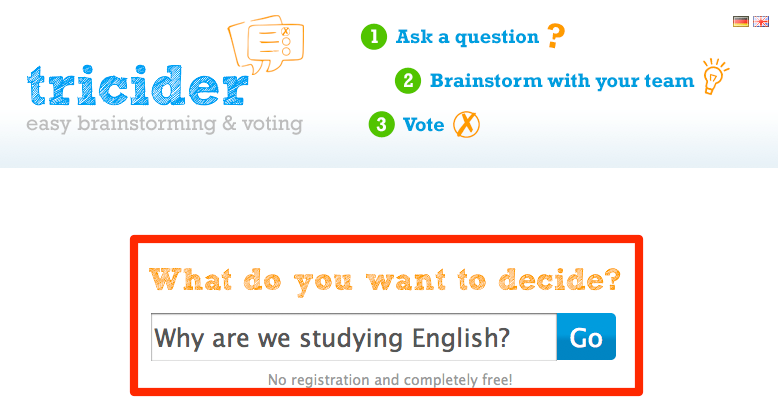 tricider
easy brainstorming & voting
1 Ask a question ?
2 Brainstorm with your team
3 Vote X
What do you want to decide?
Why are we studying English? Go
No registration and completely free!